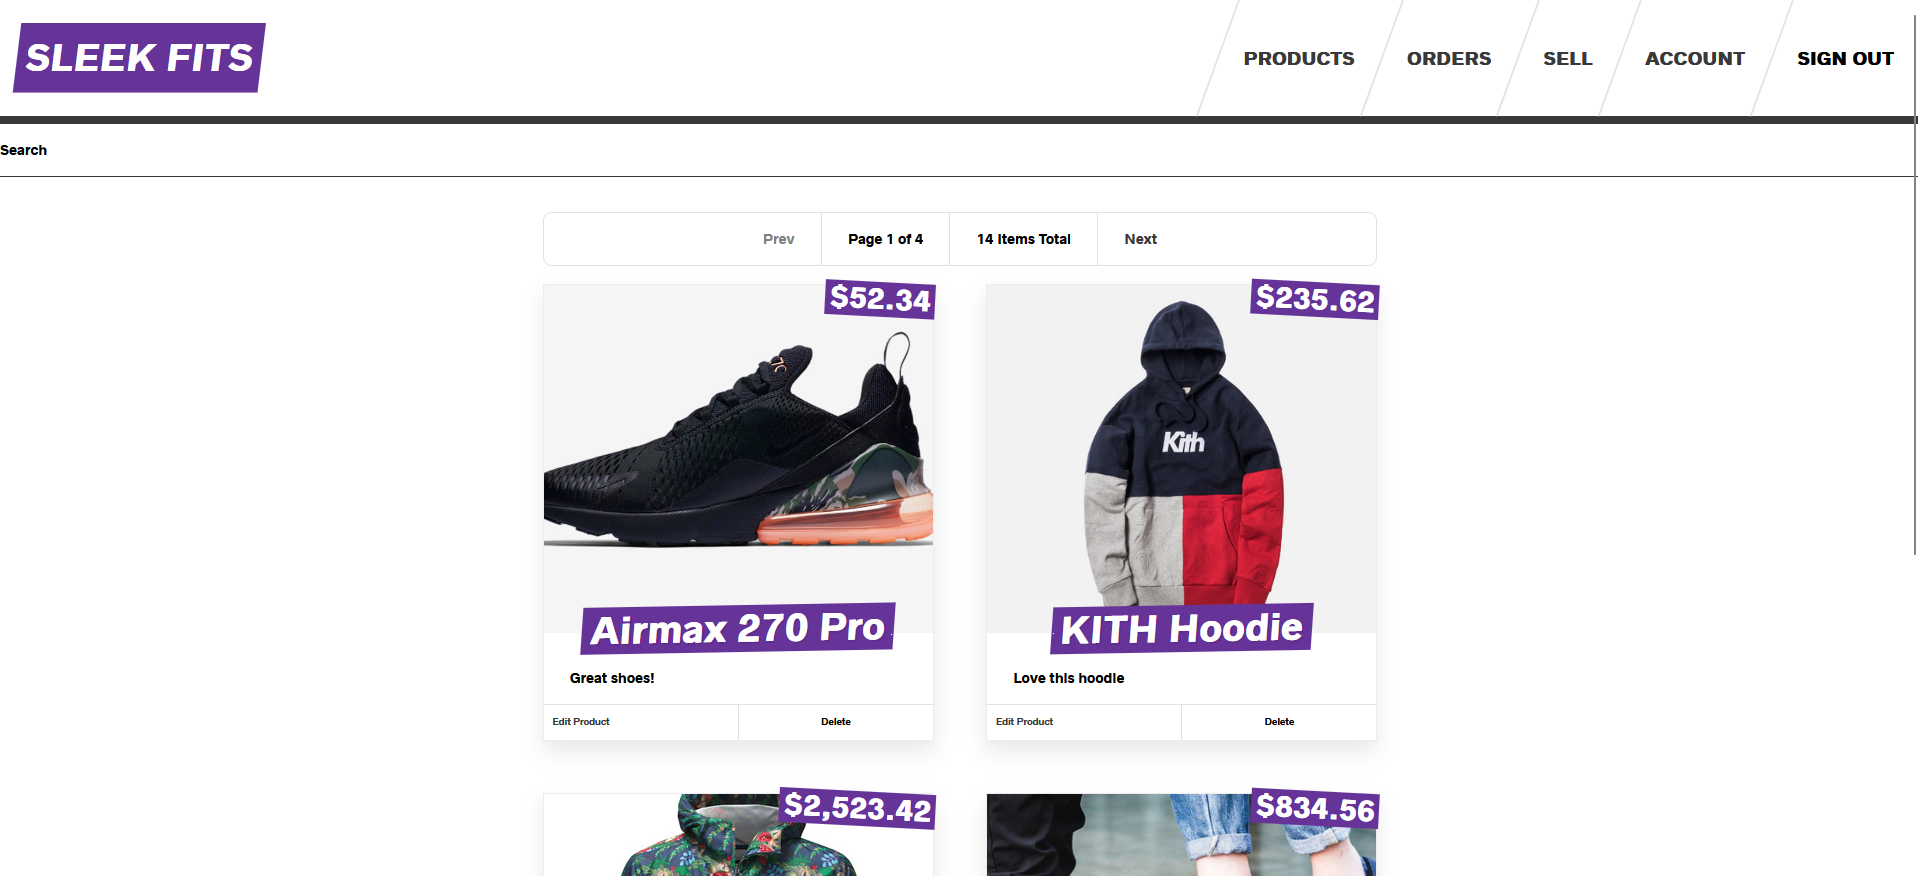 SLEEK FITS
PRODUCTS
ORDERS
SELL
ACCOUNT
SIGN OUT
Search
Prev
Page 1 of 4
14 Items Total
Next
$52.34
$235.62
Kith
Airmax 270 Pro
KITH Hoodie
Great shoes!
Love this hoodie
Edit Product
Delete
Edit Product
Delete
$2,523.42
$834.56